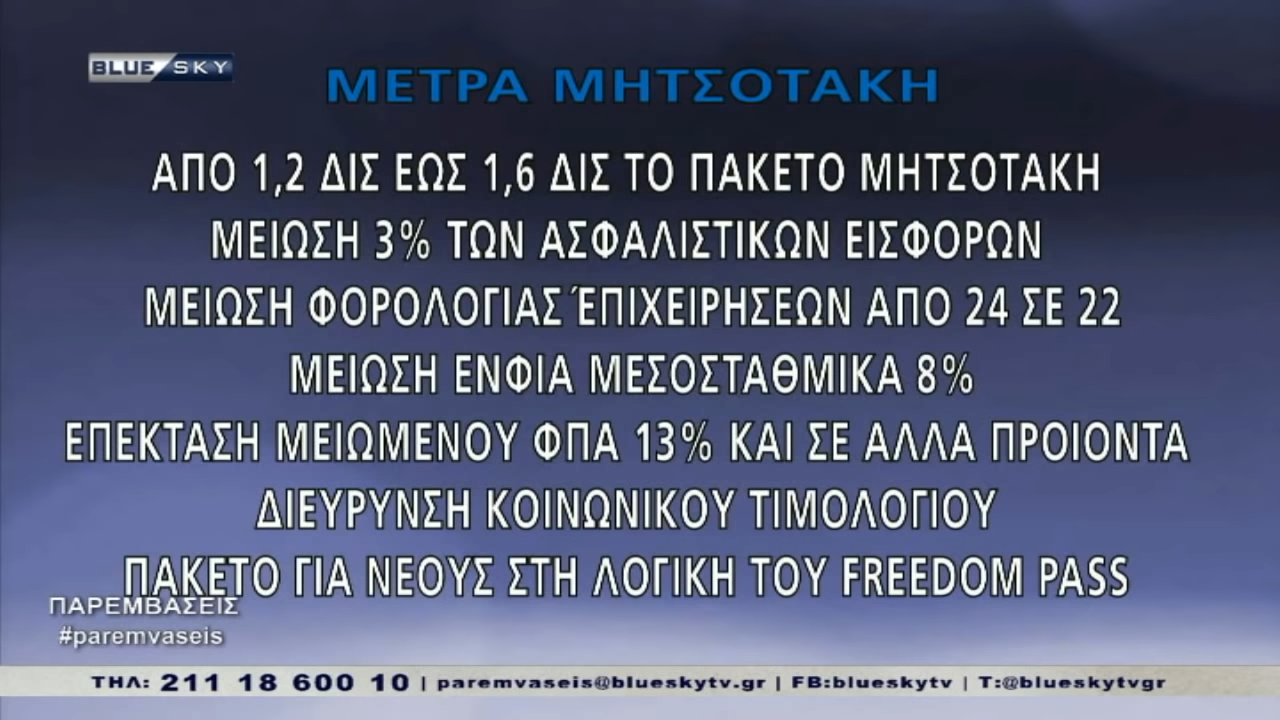 BLUE SKY
ΜΕΤΡΑ ΜΗΤΣΟΤΑΚΗ
ΑΠΟ 1,2 ΔΙΣ ΕΩΣ 1,6 ΔΙΣ ΤΟ ΠΑΚΕΤΟ ΜΗΤΣΟΤΑΚΗ
ΜΕΙΩΣΗ 3% ΤΩΝ ΑΣΦΑΛΙΣΤΙΚΩΝ ΕΙΣΦΟΡΩΝ
ΜΕΙΩΣΗ ΦΟΡΟΛΟΓΙΑΣ ΈΠΙΧΕΙΡΗΣΕΩΝ ΑΠΟ 24 ΣΕ 22
ΜΕΙΩΣΗ ΕΝΦΙΑ ΜΕΣΟΣΤΑΘΜΙΚΑ 8%
ΕΠΕΚΤΑΣΗ ΜΕΙΩΜΕΝΟΥ ΦΠΑ 13% ΚΑΙ ΣΕ ΑΛΛΑ ΠΡΟΙΟΝΤΑ
ΔΙΕΥΡΥΝΣΗ ΚΟΙΝΩΝΙΚΟΥ ΤΙΜΟΛΟΓΙΟΥ
ΠΑΚΕΤΟ ΓΙΑ ΝΕΟΥΣ ΣΤΗ ΛΟΓΙΚΗ ΤΟΥ FREEDOM PASS
ΠΑΡΕΜΒΑΣΕΙΣ
#paremvaseis
ΤΗΛ: 211 18 600 10 | paremvaseis@blueskytv.gr | FB:blueskytv | T:@blueskytvgr